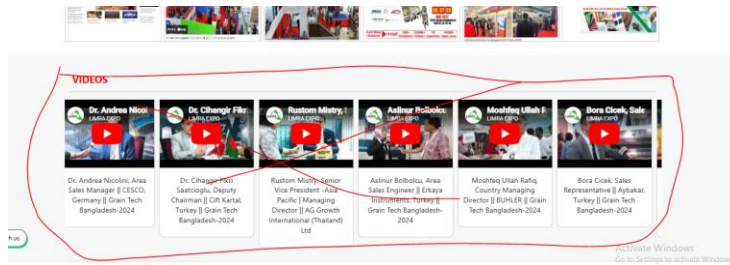 VIDEOS
Dr. Andrea Nicol
LIMRA EXPO
Dr. Cihangir Fikr
LIMRA EXPO
Rustom Mistry,
LIMRA EXPO
Aslinur Bolbolcu
LIMRA EXPO
Moshfeq Ullah R
LIMRA EXPO
Bora Cicek, Sale
LIMRA EXPO
Dr. Andrea Nicolini, Area
Sales Manager || CESCO,
Germany || Grain Tech
Bangladesh-2024
Dr. Cihangir Fikri
Saatcioglu, Deputy
Chairman || Cift Kartal,
Turkey || Grain Tech
Bangladesh-2024
Rustom Mistry, Senior
Vice President -Asia
Pacific | Managing
Director || AG Growth
International (Thailand)
Ltd
Aslinur Bolbolcu, Area
Sales Engineer || Erkaya
Instruments, Turkey ||
Grain Tech Bangladesh-
2024
Moshfeq Ullah Rafiq,
Country Managing
Director || BUHLER || Grain
Tech Bangladesh-2024
Bora Cicek, Sales
Representative || Aybakar,
Turkey || Grain Tech
Bangladesh-2024
h us
Activate Windows
Go to Settings to activate Windows